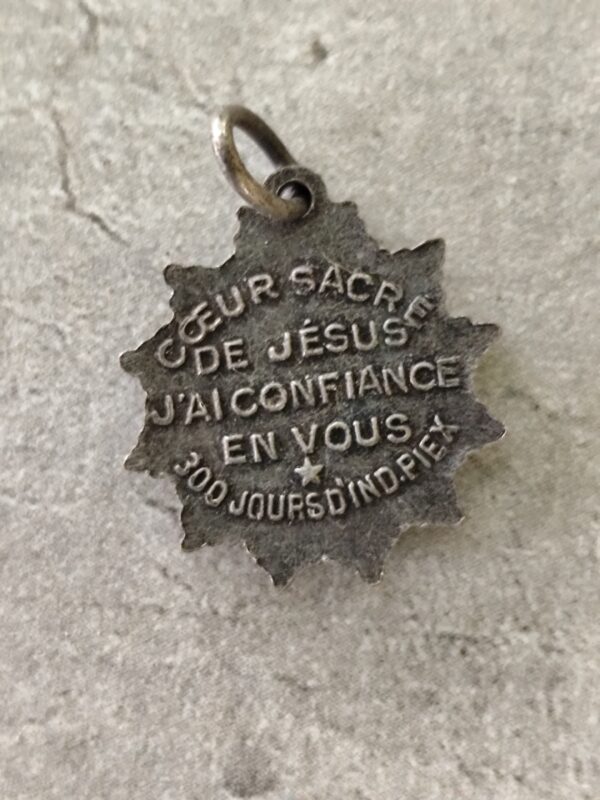 CŒUR SACRÉ
DE JÉSUS
J'AI CONFIANCE
EN VOUS
300 JOURS D'IND. PIE X